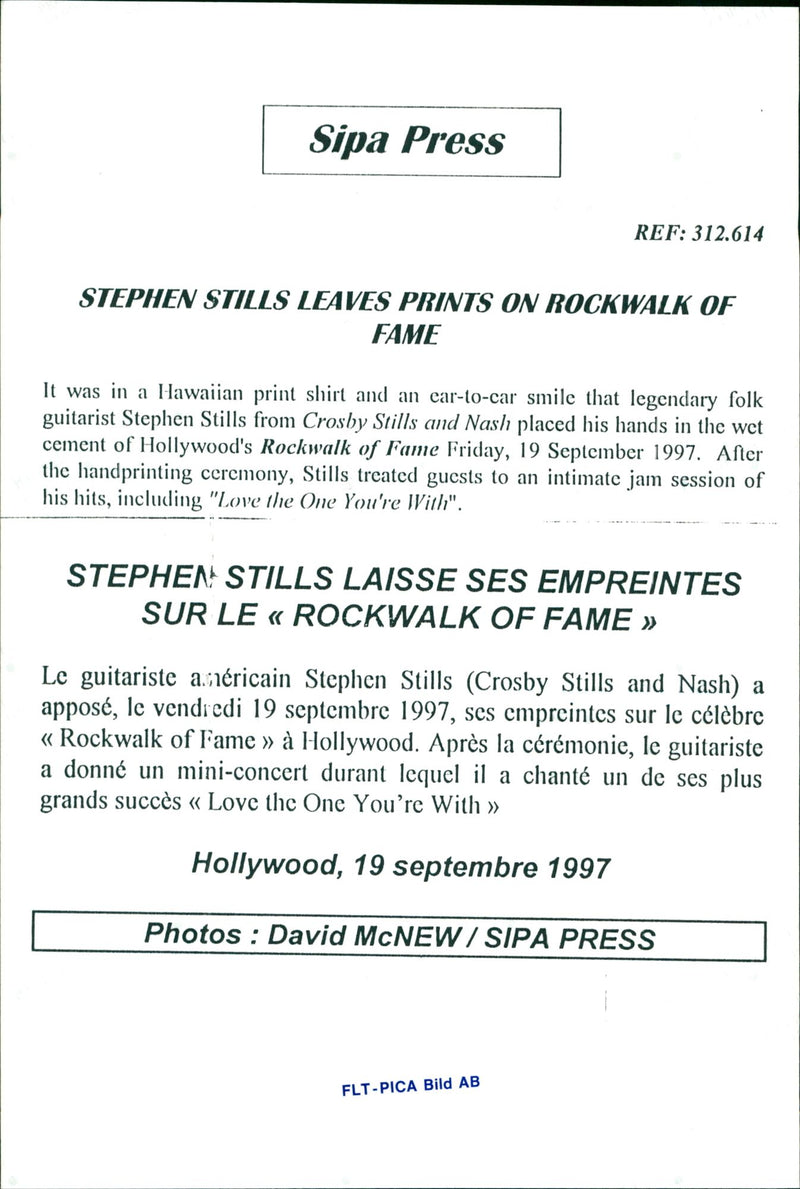 Sipa Press
REF: 312.614
STEPHEN STILLS LEAVES PRINTS ON ROCKWALK OF
FAME
It was in a Hawaiian print shirt and an ear-to-ear smile that legendary folk
guitarist Stephen Stills from Crosby Stills and Nash placed his hands in the wet
cement of Hollywood's Rockwalk of Fame Friday, 19 September 1997. After
the handprinting ceremony, Stills treated guests to an intimate jam session of
his hits, including "Love the One You're With".
STEPHEN STILLS LAISSE SES EMPREINTES
SUR LE « ROCKWALK OF FAME »
Le guitariste américain Stephen Stills (Crosby Stills and Nash) a
apposé, le vendredi 19 septembre 1997, ses empreintes sur le célèbre
« Rockwalk of Fame » à Hollywood. Après la cérémonie, le guitariste
a donné un mini-concert durant lequel il a chanté un de ses plus
grands succès « Love the One You're With »
Hollywood, 19 septembre 1997
Photos : David McNEW / SIPA PRESS
FLT-PICA Bild AB